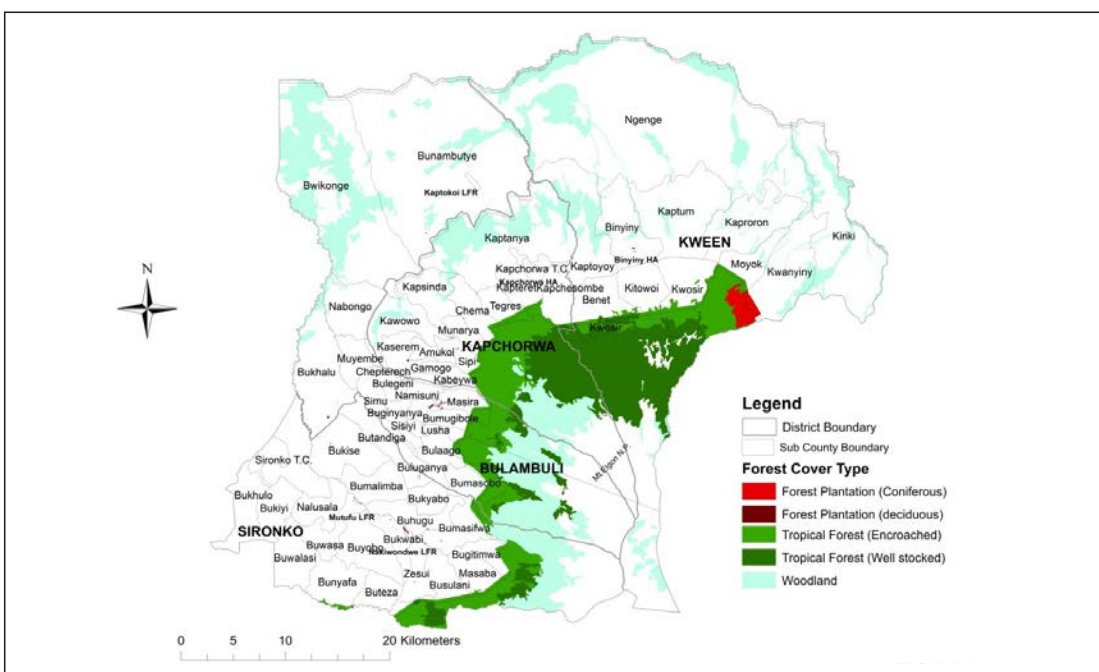 Ngenge
Bunambutye
Bwikonge
Kaptokoi LFR
Kaptum
Kaproron
Binyiny
Kiriki
Kaptanya
KWEEN
Kapchorwa T.C.
Kaptoyoy
Binyiny HA
Moyok
Kwanyiny
Kapchorwa HA
Kapsinda
Kapteret
Kapchesombe
Kitowoi
Kwosir
Benet
Nabongo
Chema
Tegres
Kawowo
Munarya
Kwosir
Kaserem
Amukol
KAPCHORWA
Muyembe
Sipi
Gamogo
Bukhalu
Chepterech
Kabeywa
Bulegeni
Namisuni
Simu
Masira
Buginyanya
Bumugibole
Sisiyi
Lusha
Butandiga
Bukise
Bulaago
Sironko T.C.
Buluganya
BULAMBULI
Mt.Elgon N.P
Bumalimba
Bumasobo
Bukhulo
Bukyabo
Bukiyi
Nalusala
Mutufu LFR
Buhugu
Bumasifwa
SIRONKO
Bukwabi
Buwasa
Buyobo
Nakiwondwe LFR
Buwalasi
Bugitimwa
Zesui
Masaba
Bunyafa
Busulani
Buteza
N
0 5 10 20 Kilometers
Legend
District Boundary
Sub County Boundary
Forest Cover Type
Forest Plantation (Coniferous)
Forest Plantation (deciduous)
Tropical Forest (Encroached)
Tropical Forest (Well stocked)
Woodland